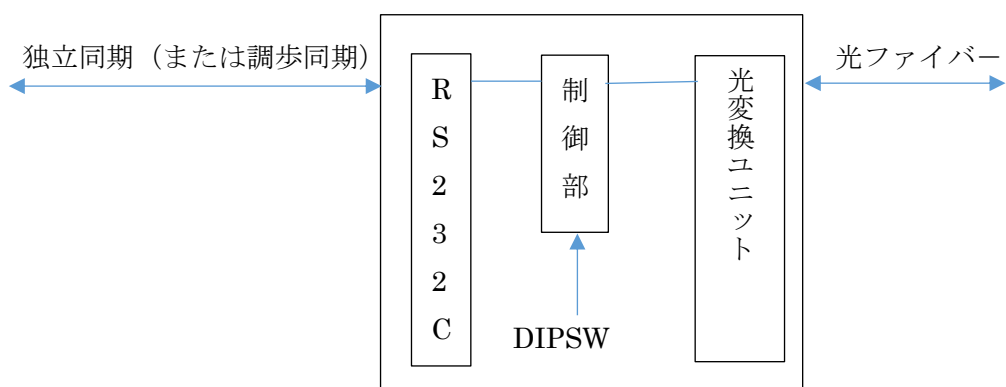 独立同期（または調歩同期）
光ファイバー
RS232C
制御部
光変換ユニット
DIPSW